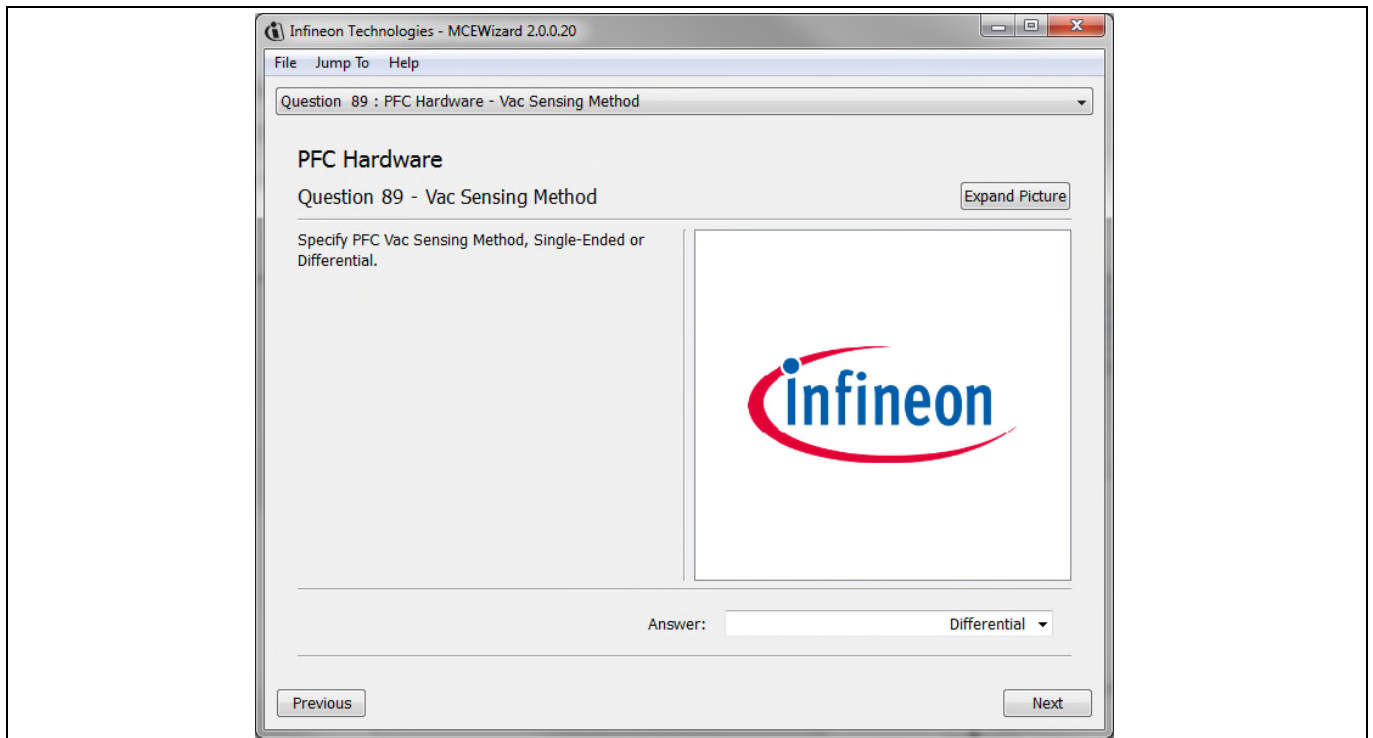 Infineon Technologies - MCEWizard 2.0.0.20
File Jump To Help
Question 89 : PFC Hardware - Vac Sensing Method
PFC Hardware
Question 89 - Vac Sensing Method
Expand Picture
Specify PFC Vac Sensing Method, Single-Ended or
Differential.
infineon
Answer: Differential
Previous Next